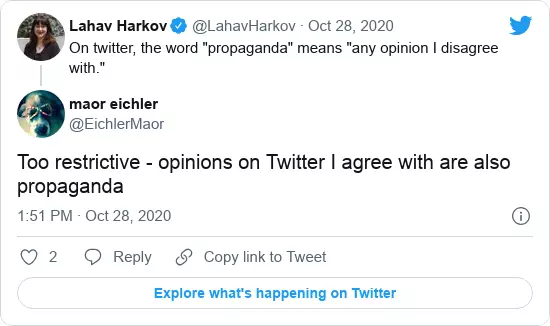 Lahav Harkov @LahavHarkov · Oct 28, 2020
On twitter, the word "propaganda" means "any opinion I disagree
with."
maor eichler
@EichlerMaor
Too restrictive - opinions on Twitter I agree with are also
propaganda
1:51 PM · Oct 28, 2020
2 Reply Copy link to Tweet
Explore what's happening on Twitter